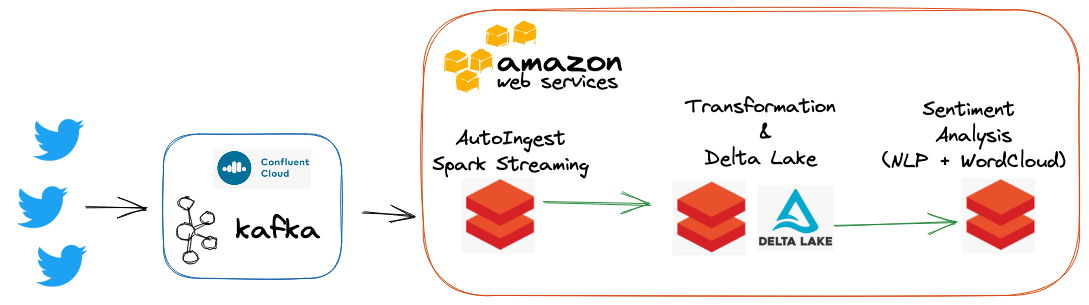 amazon
web services
Confluent
Cloud
kafka
AutoIngest
Spark Streaming
Transformation
&
Delta Lake
DELTA LAKE
Sentiment
Analysis
(NLP + WordCloud)